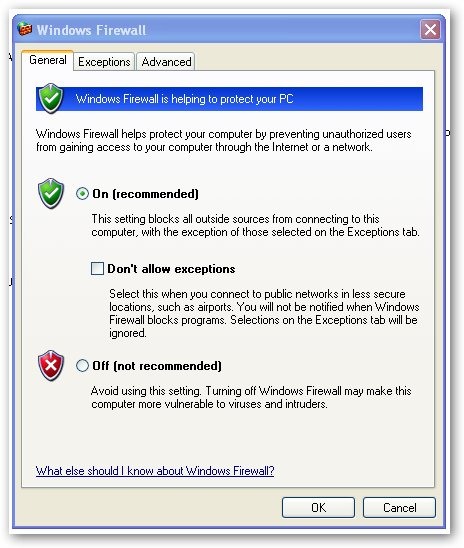 Windows Firewall
General
Exceptions
Advanced
Windows Firewall is helping to protect your PC
Windows Firewall helps protect your computer by preventing unauthorized users
from gaining access to your computer through the Internet or a network.
On (recommended)
This setting blocks all outside sources from connecting to this
computer, with the exception of those selected on the Exceptions tab.
Don't allow exceptions
Select this when you connect to public networks in less secure
locations, such as airports. You will not be notified when Windows
Firewall blocks programs. Selections on the Exceptions tab will be
ignored.
Off (not recommended)
Avoid using this setting. Turning off Windows Firewall may make this
computer more vulnerable to viruses and intruders.
What else should I know about Windows Firewall?
OK
Cancel